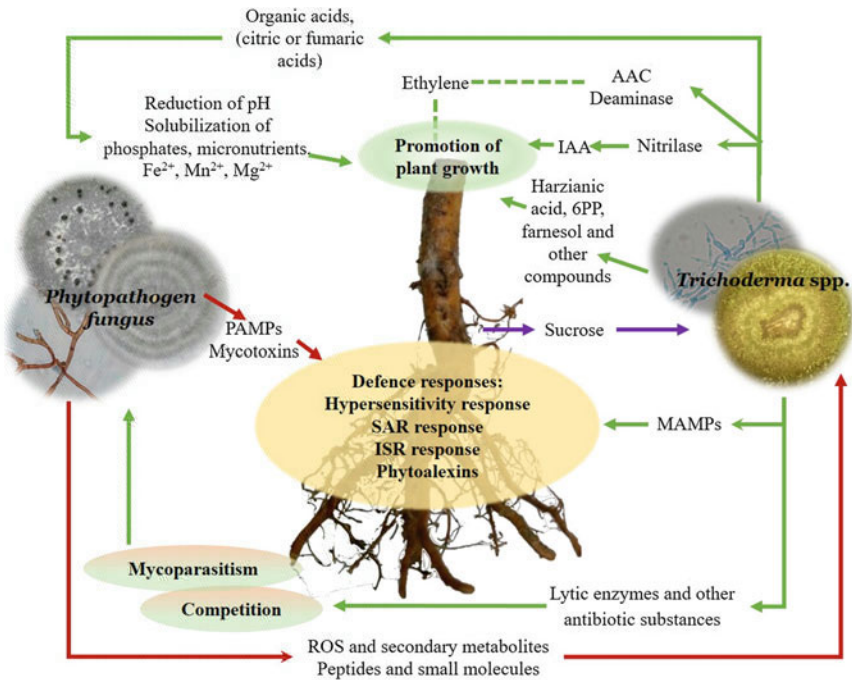 Organic acids,
(citric or fumaric
acids)
Ethylene
AAC
Deaminase
Reduction of pH
Solubilization of
phosphates, micronutrients,
Fe²⁺, Mn²⁺, Mg²⁺
Promotion of
plant growth
IAA
Nitrilase
Harzianic
acid, 6PP,
farnesol and
other
compounds
Phytopathogen
fungus
Trichoderma spp.
PAMPs
Mycotoxins
Sucrose
Defence responses:
Hypersensitivity response
SAR response
ISR response
Phytoalexins
MAMPs
Mycoparasitism
Competition
Lytic enzymes and other
antibiotic substances
ROS and secondary metabolites
Peptides and small molecules